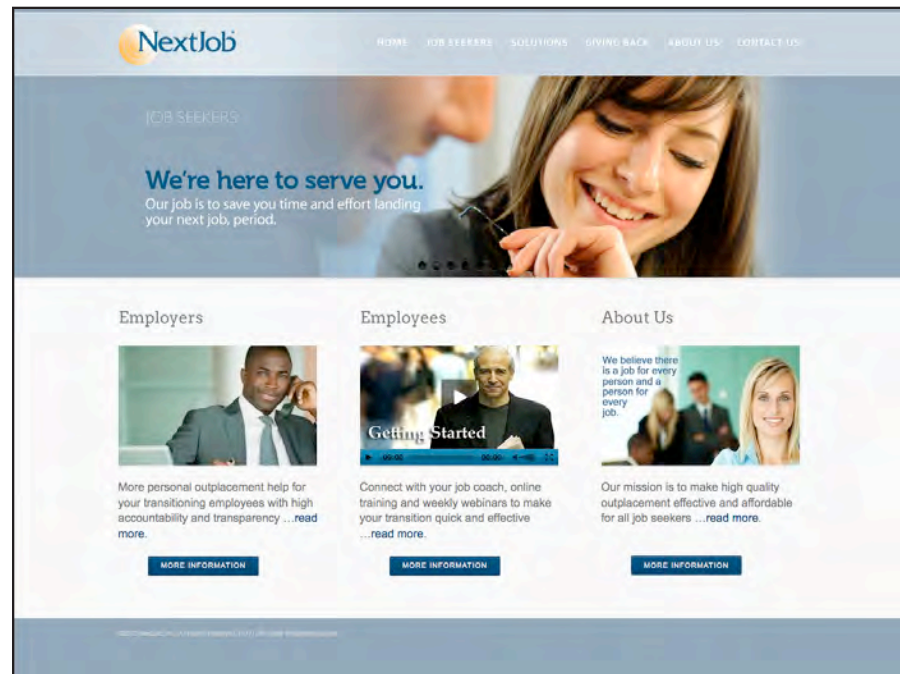 NextJob
HOME JOB SEEKERS SOLUTIONS GIVING BACK ABOUT US CONTACT US
JOB SEEKERS
We're here to serve you.
Our job is to save you time and effort landing
your next job, period.
Employers
More personal outplacement help for
your transitioning employees with high
accountability and transparency ...read
more.
MORE INFORMATION
Employees
Getting Started
00:00 00:00
Connect with your job coach, online
training and weekly webinars to make
your transition quick and effective
...read more.
MORE INFORMATION
About Us
We believe there
is a job for every
person and a
person for
every
job.
Our mission is to make high quality
outplacement effective and affordable
for all job seekers ...read more.
MORE INFORMATION